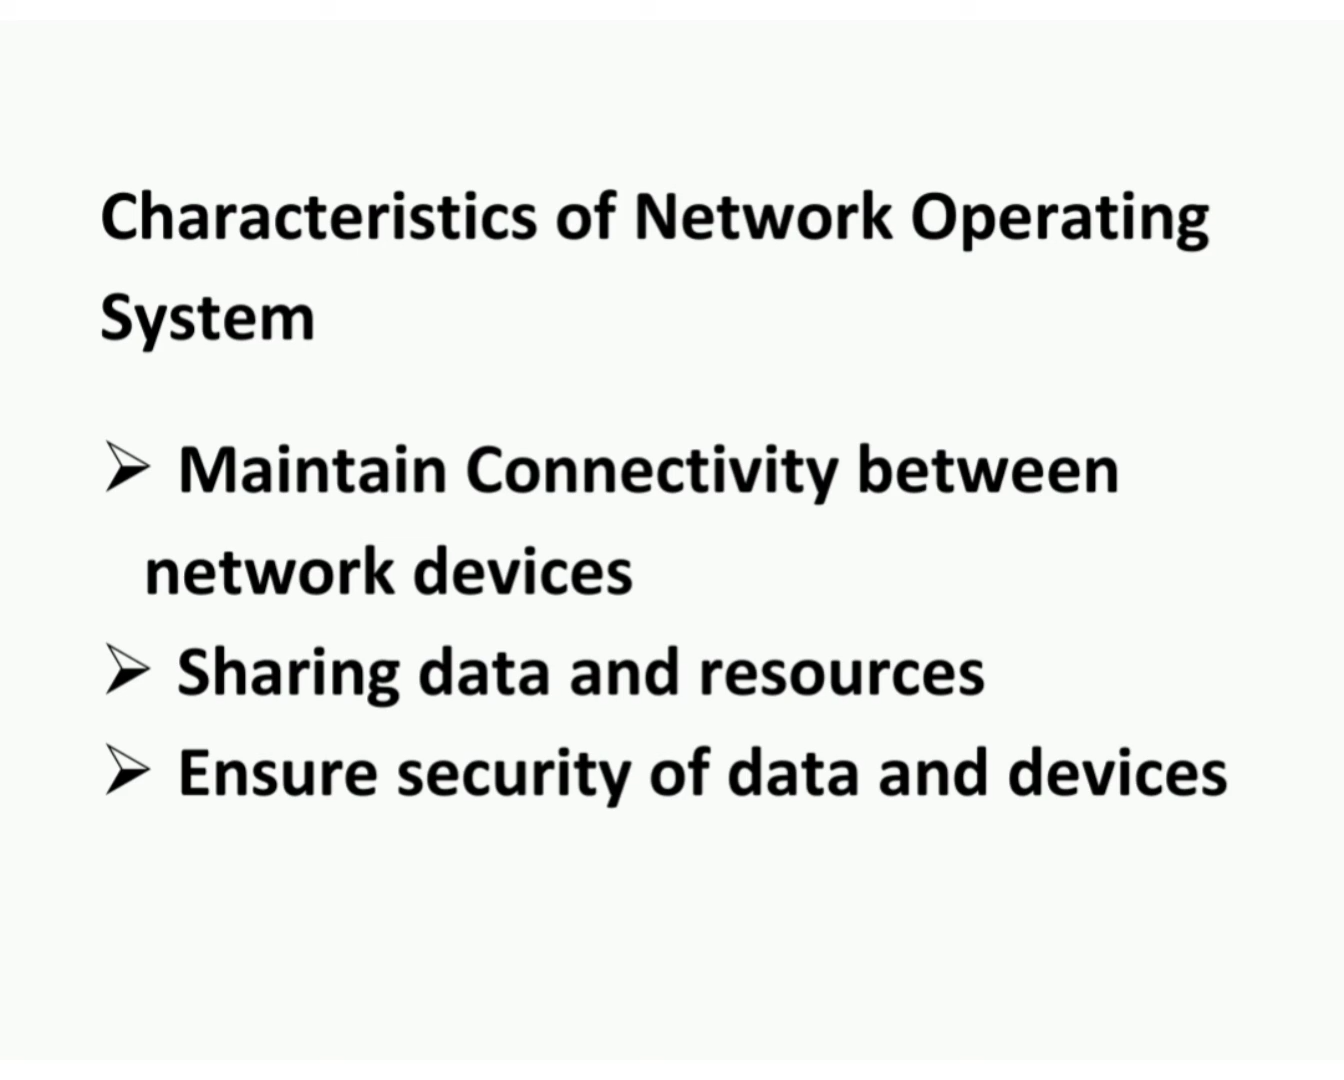 Characteristics of Network Operating
System
➢ Maintain Connectivity between
network devices
➢ Sharing data and resources
➢ Ensure security of data and devices